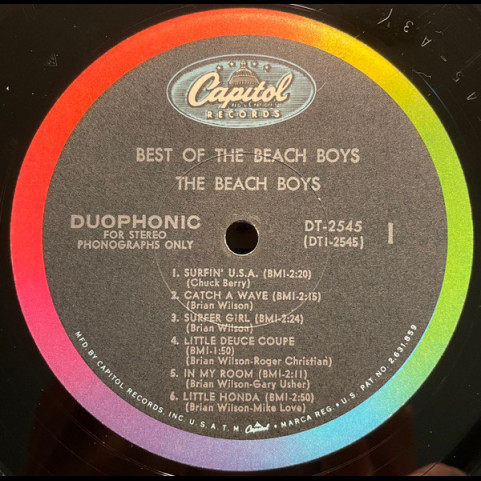 Capitol
RECORDS
BEST OF THE BEACH BOYS
THE BEACH BOYS
DUOPHONIC
FOR STEREO
PHONOGRAPHS ONLY
DT-2545
(DT1-2545)
1
1. SURFIN' U.S.A. (BMI-2:20)
(Chuck Berry)
2. CATCH A WAVE (BMI-2:15)
(Brian Wilson)
3. SURFER GIRL (BMI-2:24)
(Brian Wilson)
4. LITTLE DEUCE COUPE
(BMI-1:50)
(Brian Wilson-Roger Christian)
5. IN MY ROOM (BMI-2:11)
(Brian Wilson-Gary Usher)
6. LITTLE HONDA (BMI-2:50)
(Brian Wilson-Mike Love)
MFD. BY CAPITOL RECORDS, INC. U.S.A. T.M. Capitol • MARCA REG. • U.S. PAT. NO. 2,631,859